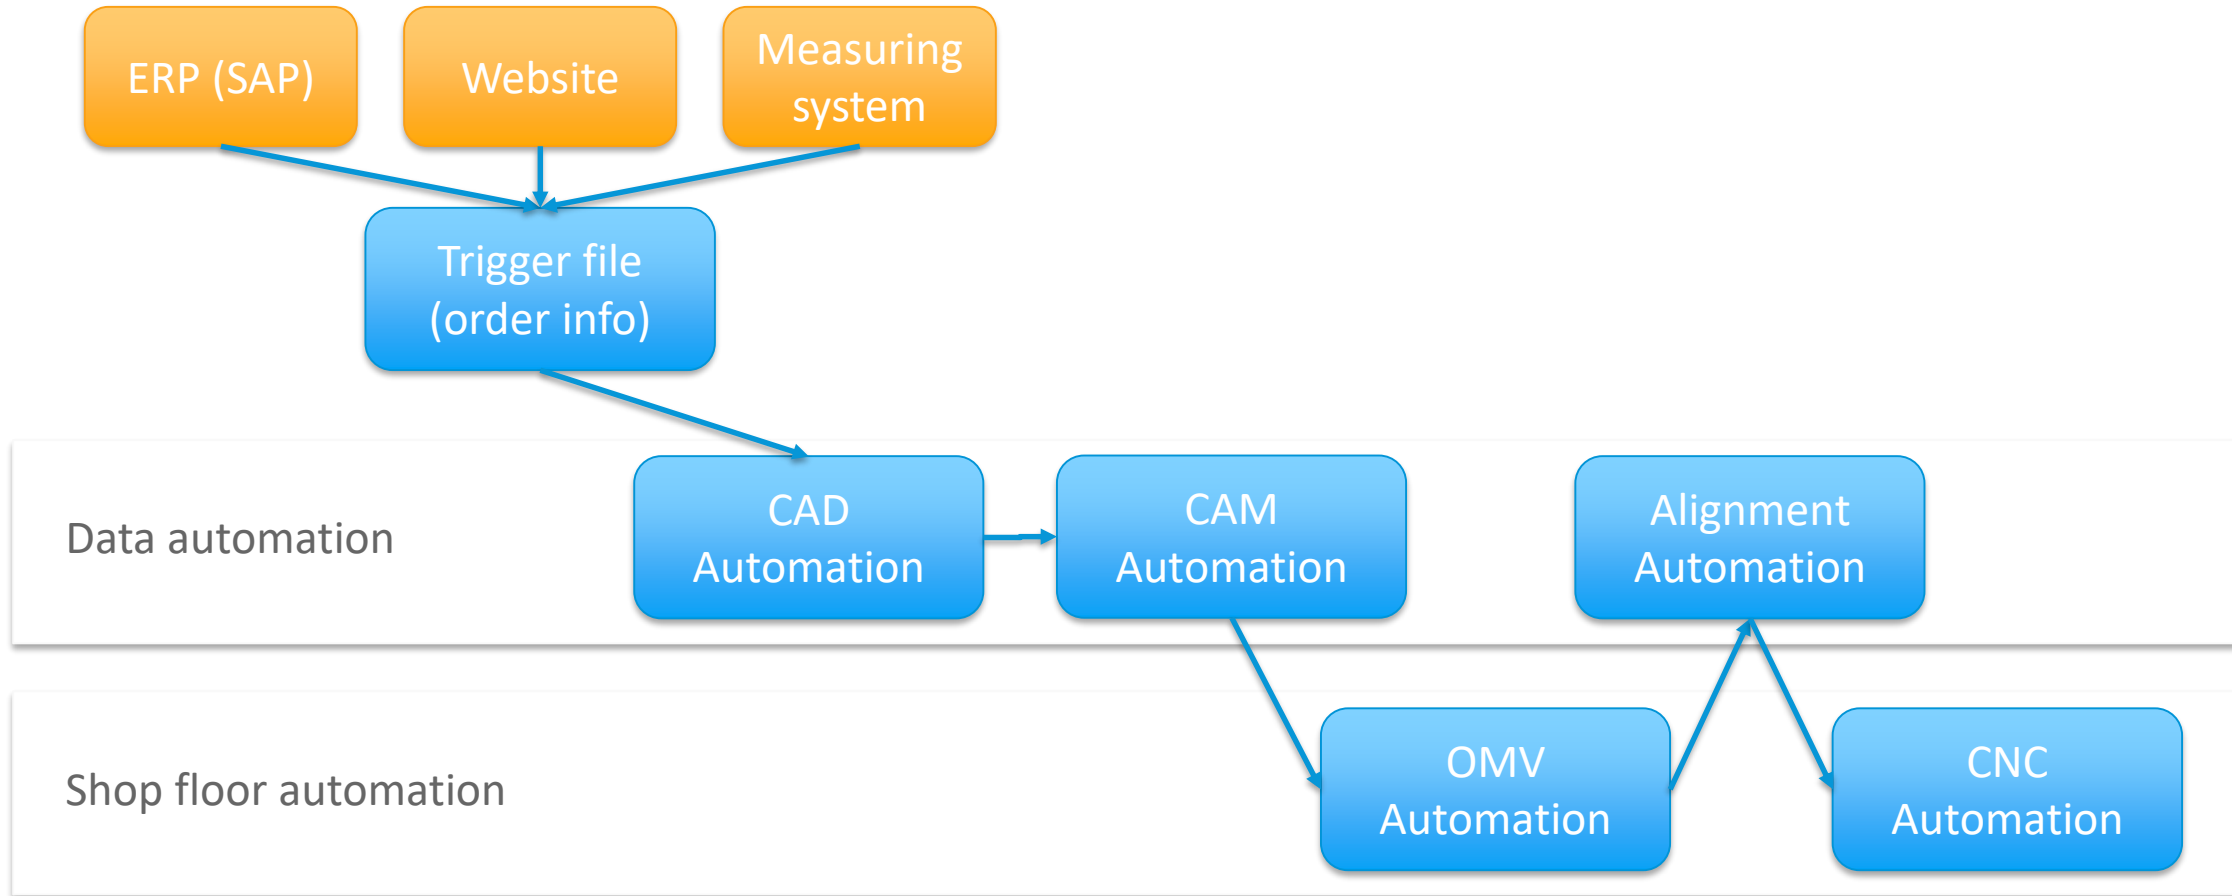 ERP (SAP)
Website
Measuring
system
Trigger file
(order info)
Data automation
CAD
Automation
CAM
Automation
Alignment
Automation
Shop floor automation
OMV
Automation
CNC
Automation